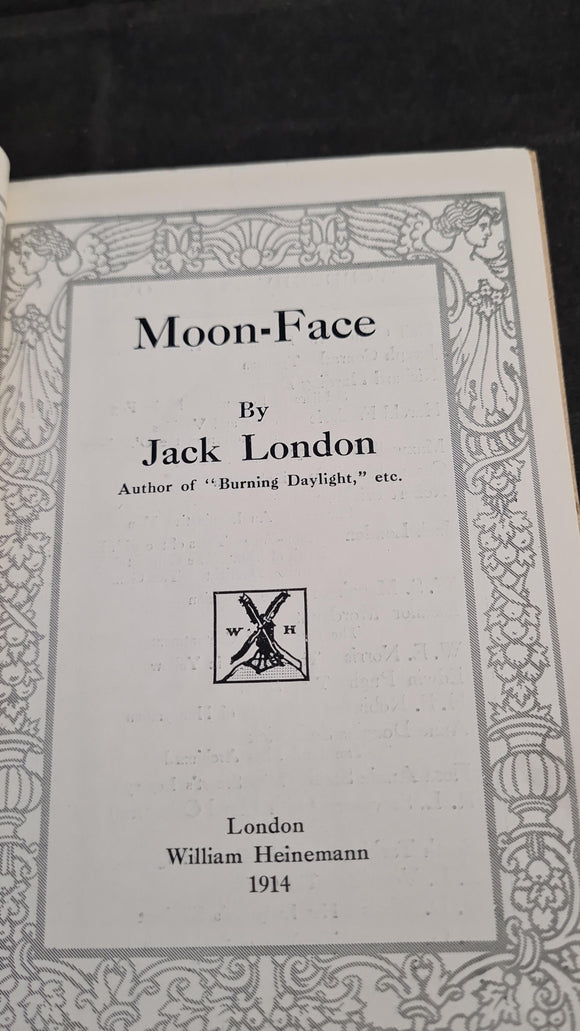 Moon-Face
By
Jack London
Author of "Burning Daylight," etc.
W H
London
William Heinemann
1914